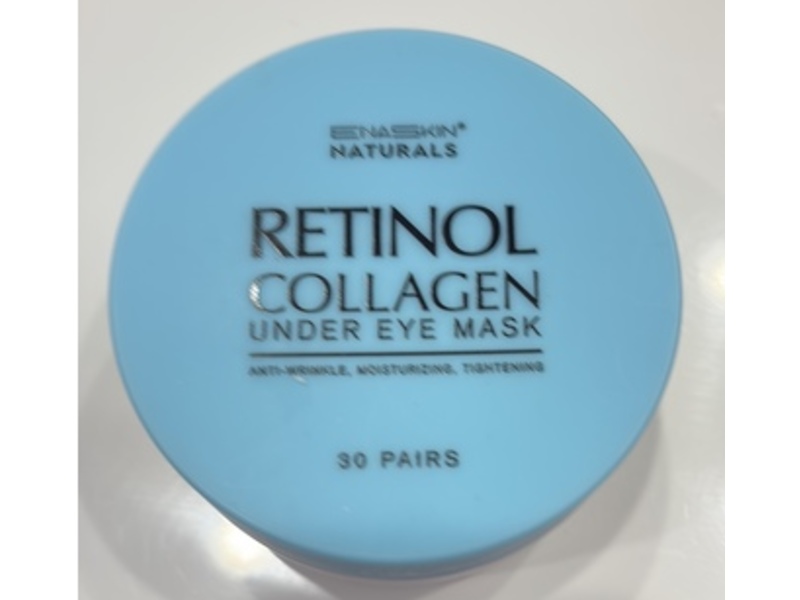 ENASKIN®
NATURALS
RETINOL
COLLAGEN
UNDER EYE MASK
ANTI-WRINKLE, MOISTURIZING, TIGHTENING
30 PAIRS